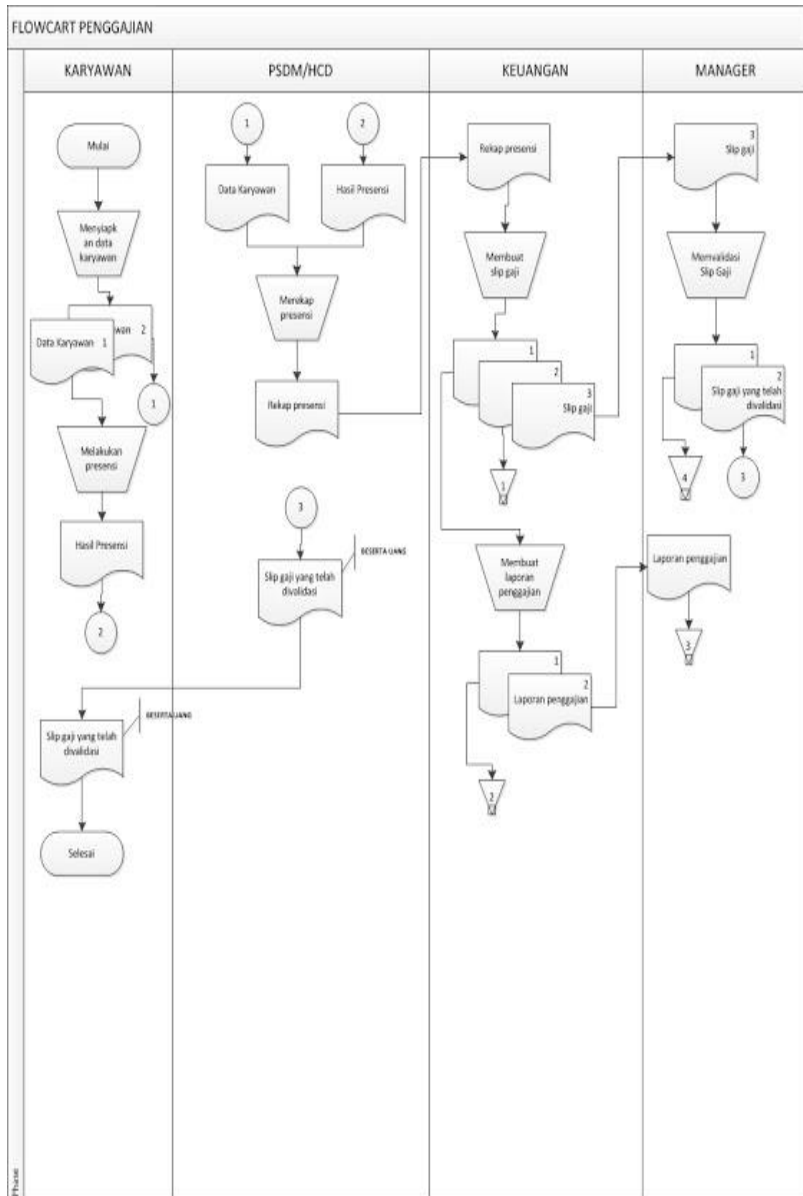 FLOWCART PENGGAJIAN
KARYAWAN
PSDM/HCD
KEUANGAN
MANAGER
Mulai
Menyiapk
an data
karyawan
wan 2
Data Karyawan 1
1
Melakukan
presensi
Hasil Presensi
2
Slip gaji yang telah
divalidasi
BESERTA UANG
Selesai
1
2
Data Karyawan
Hasil Presensi
Merekap
presensi
Rekap presensi
3
Slip gaji yang telah
divalidasi
BESERTA UANG
Rekap presensi
Membuat
slip gaji
1
2
3
Slip gaji
1
Membuat
laporan
penggajian
1
2
Laporan penggajian
2
3
Slip gaji
Memvalidasi
Slip Gaji
1
2
Slip gaji yang telah
divalidasi
4
3
Laporan penggajian
3
Phase